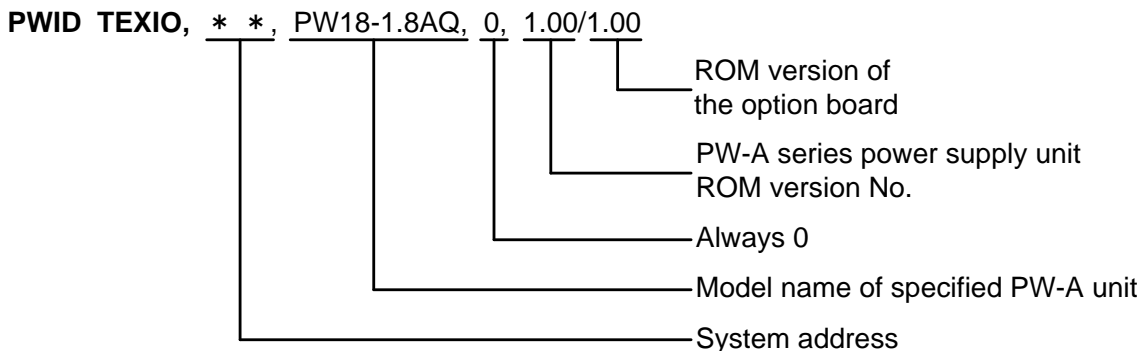 PWID TEXIO, * *, PW18-1.8AQ, 0, 1.00/1.00
ROM version of
the option board
PW-A series power supply unit
ROM version No.
Always 0
Model name of specified PW-A unit
System address